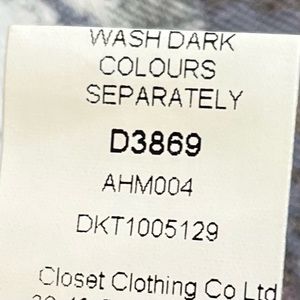 WASH DARK
COLOURS
SEPARATELY
D3869
AHM004
DKT1005129
Closet Clothing Co Ltd